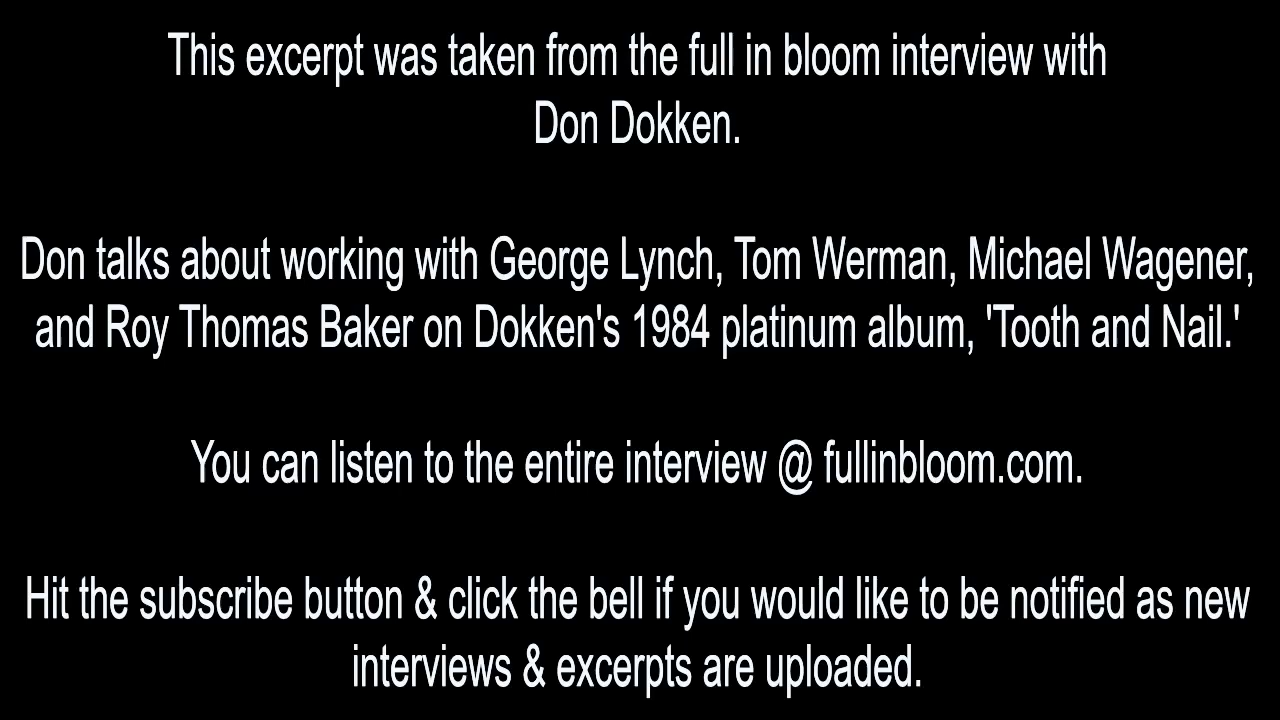 This excerpt was taken from the full in bloom interview with
Don Dokken.
Don talks about working with George Lynch, Tom Werman, Michael Wagener,
and Roy Thomas Baker on Dokken's 1984 platinum album, 'Tooth and Nail.'
You can listen to the entire interview @ fullinbloom.com.
Hit the subscribe button & click the bell if you would like to be notified as new
interviews & excerpts are uploaded.